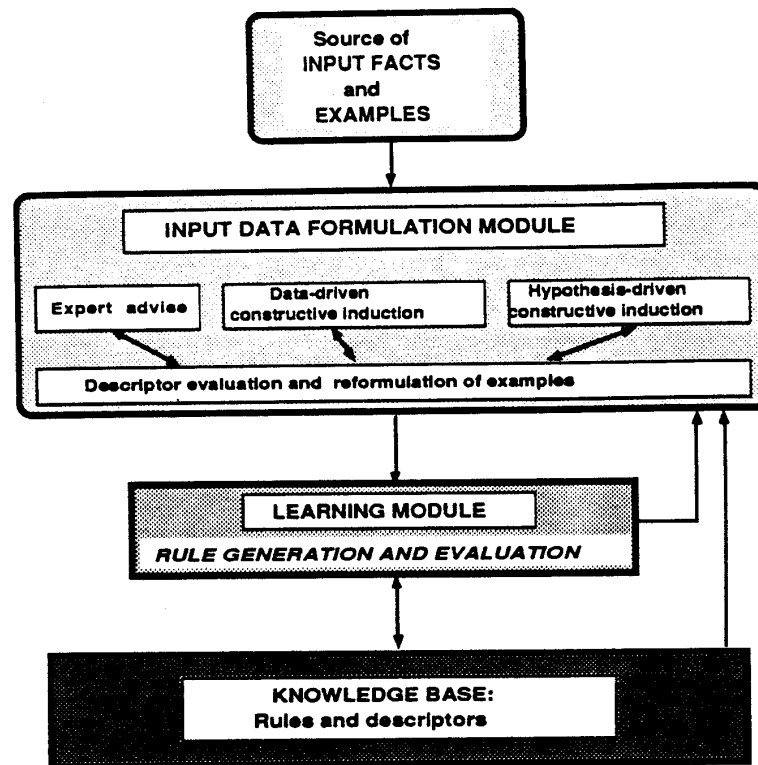 Source of
INPUT FACTS
and
EXAMPLES
INPUT DATA FORMULATION MODULE
Expert advise
Data-driven
constructive induction
Hypothesis-driven
constructive induction
Descriptor evaluation and reformulation of examples
LEARNING MODULE
RULE GENERATION AND EVALUATION
KNOWLEDGE BASE:
Rules and descriptors